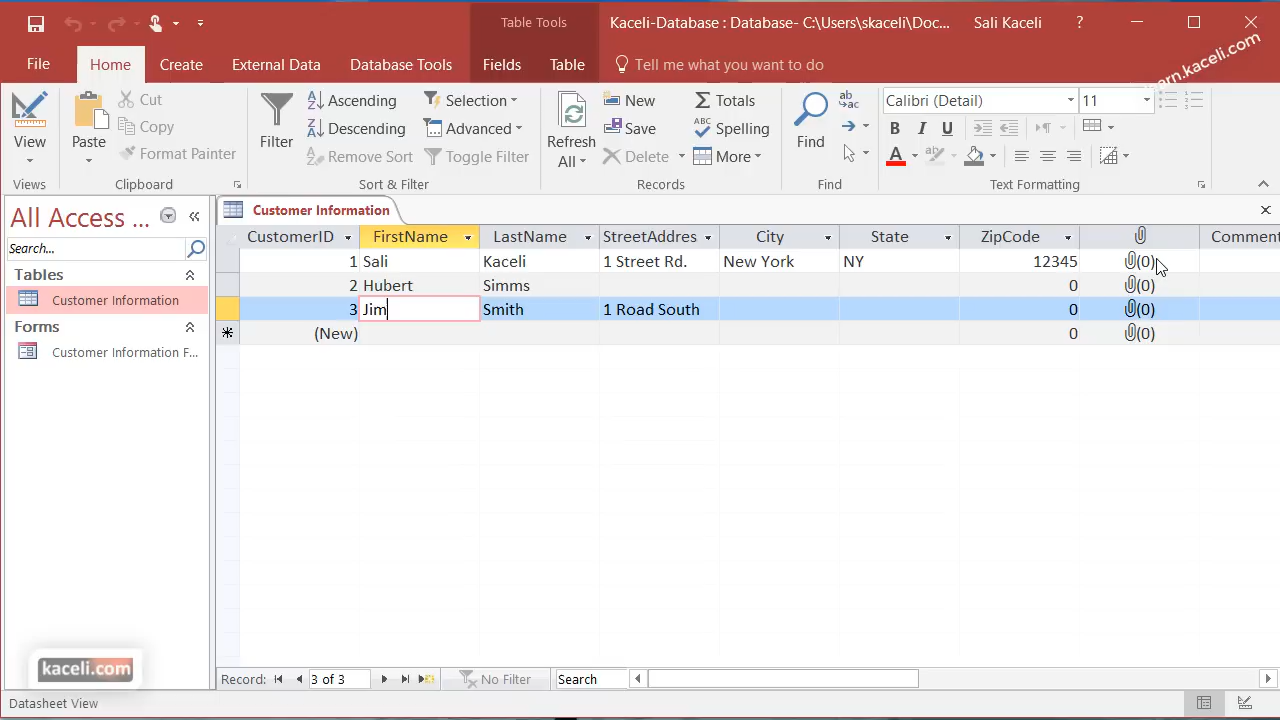 Table Tools
Kaceli-Database : Database- C:\Users\skaceli\Doc...
Sali Kaceli
?
File
Home
Create
External Data
Database Tools
Fields
Table
Tell me what you want to do
learn.kaceli.com
View
Views
Paste
Cut
Copy
Format Painter
Clipboard
Filter
Ascending
Descending
Remove Sort
Selection
Advanced
Toggle Filter
Sort & Filter
Refresh
All
New
Save
Delete
Totals
ABC Spelling
More
Records
Find
ab
ac
Find
Calibri (Detail)
11
B I U
A
Text Formatting
All Access ...
Search...
Tables
Customer Information
Forms
Customer Information F...
Customer Information
CustomerID FirstName LastName StreetAddres City State ZipCode Comment
1 Sali Kaceli 1 Street Rd. New York NY 12345 (0)
2 Hubert Simms 0 (0)
3 Jim Smith 1 Road South 0 (0)
* (New) 0 (0)
kaceli.com
Record: 3 of 3 No Filter Search
Datasheet View